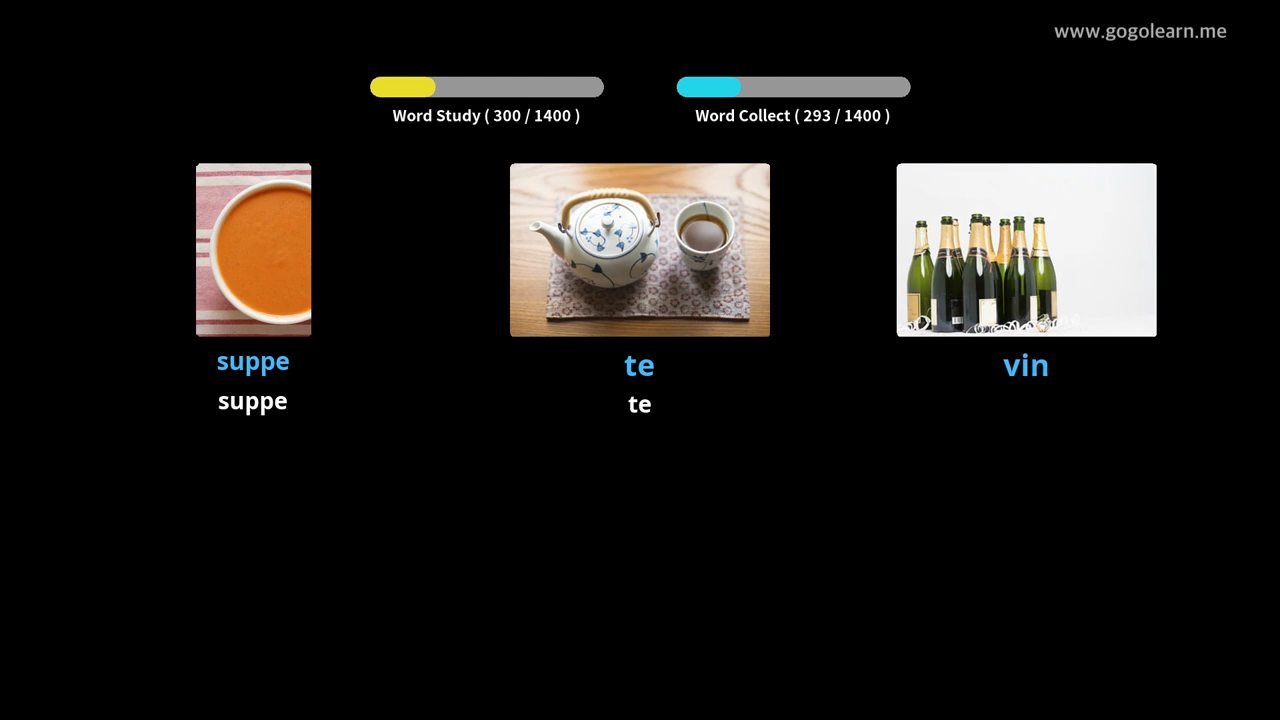 www.gogolearn.me
Word Study ( 300 / 1400 )
Word Collect ( 293 / 1400 )
suppe
suppe
te
te
vin